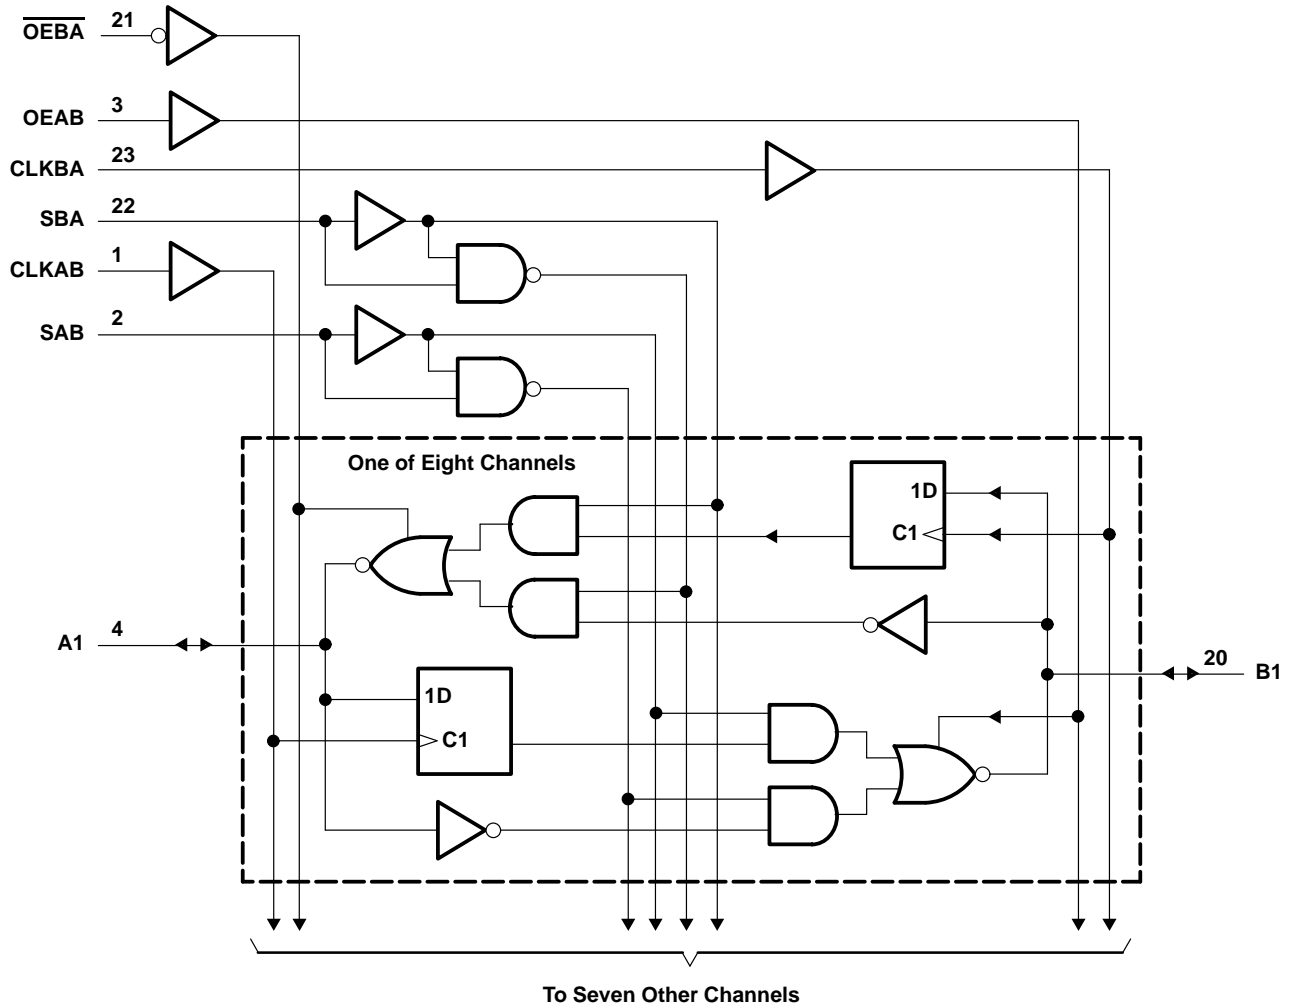 OEBA 21
OEAB 3
CLKBA 23
SBA 22
CLKAB 1
SAB 2
One of Eight Channels
1D
C1
A1 4
20 B1
1D
C1
To Seven Other Channels